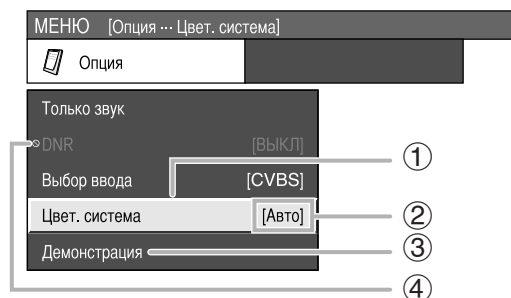 МЕНЮ [Опция ··· Цвет. система]
Опция
Только звук
DNR [ВЫКЛ]
Выбор ввода [CVBS]
Цвет. система [Авто]
Демонстрация
①
②
③
④